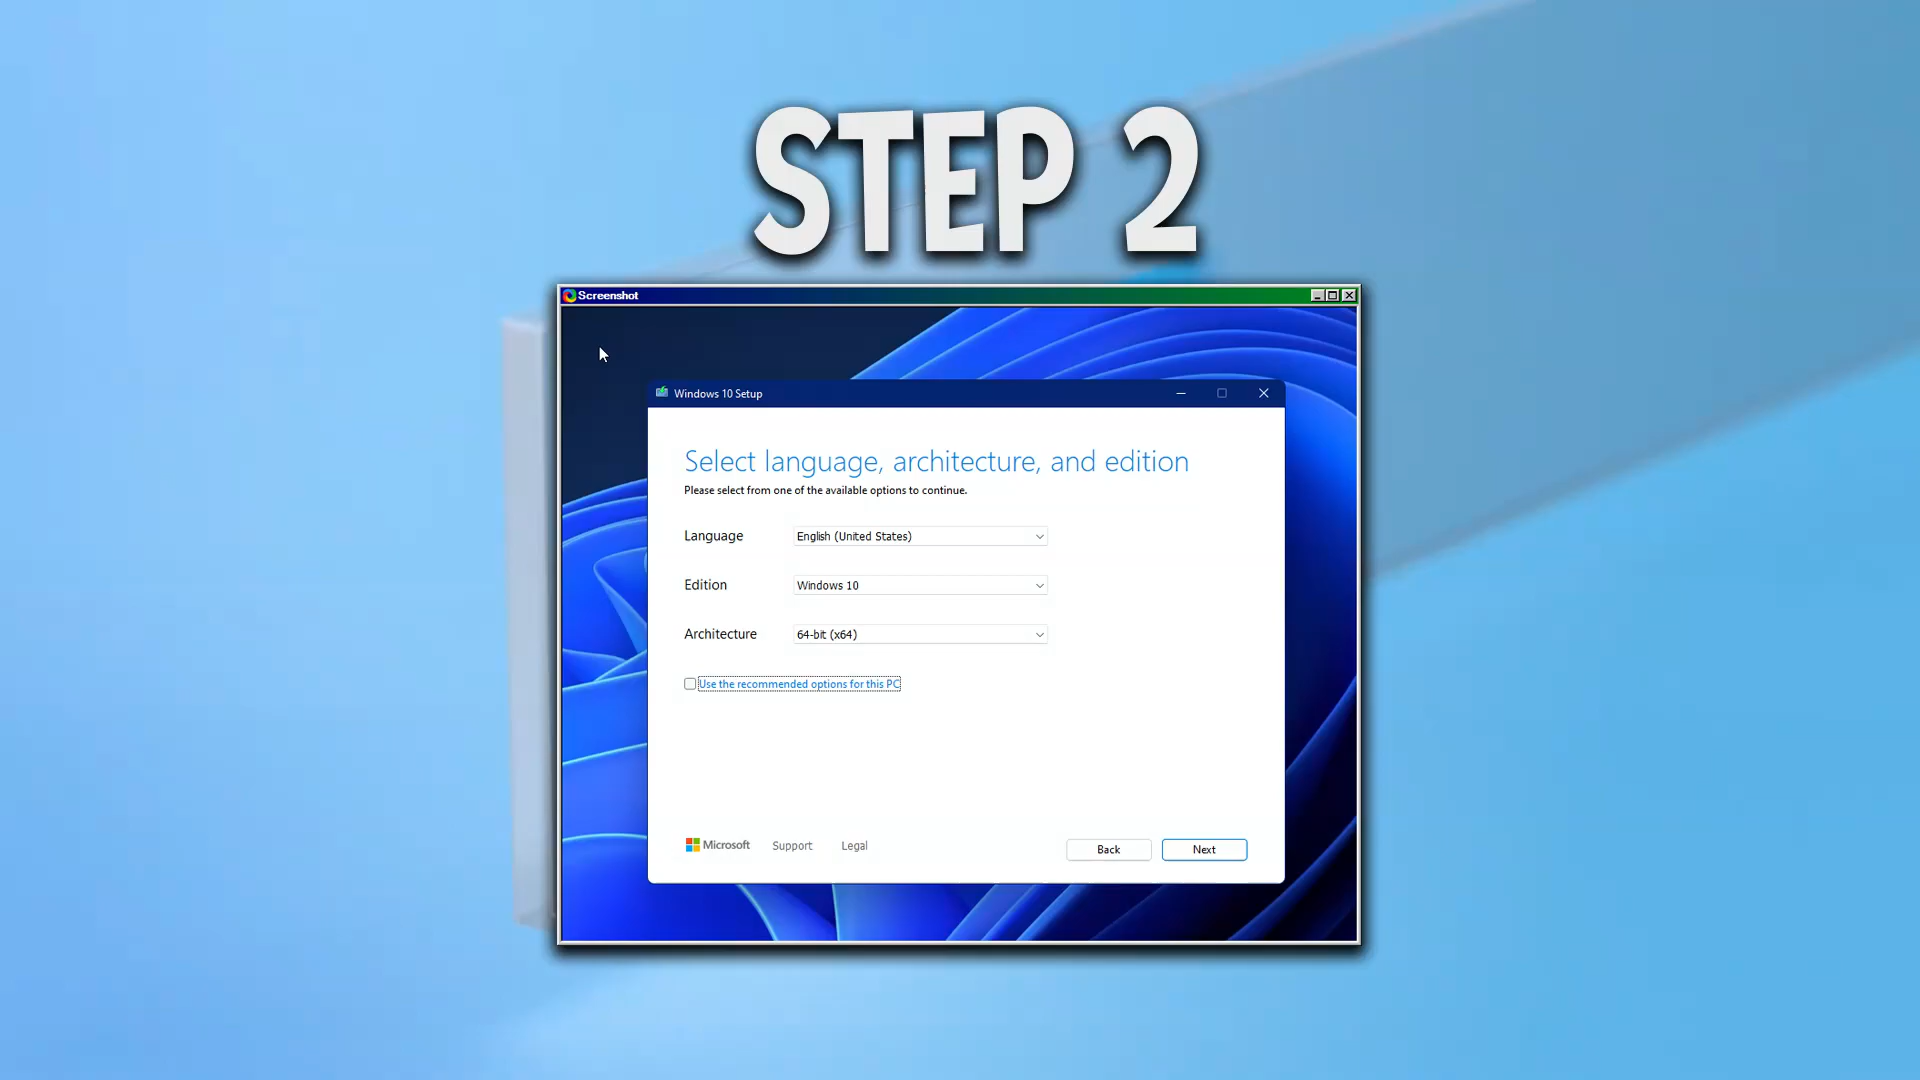 STEP 2
Screenshot
Windows 10 Setup
Select language, architecture, and edition
Please select from one of the available options to continue.
Language English (United States)
Edition Windows 10
Architecture 64-bit (x64)
Use the recommended options for this PC
Microsoft Support Legal Back Next